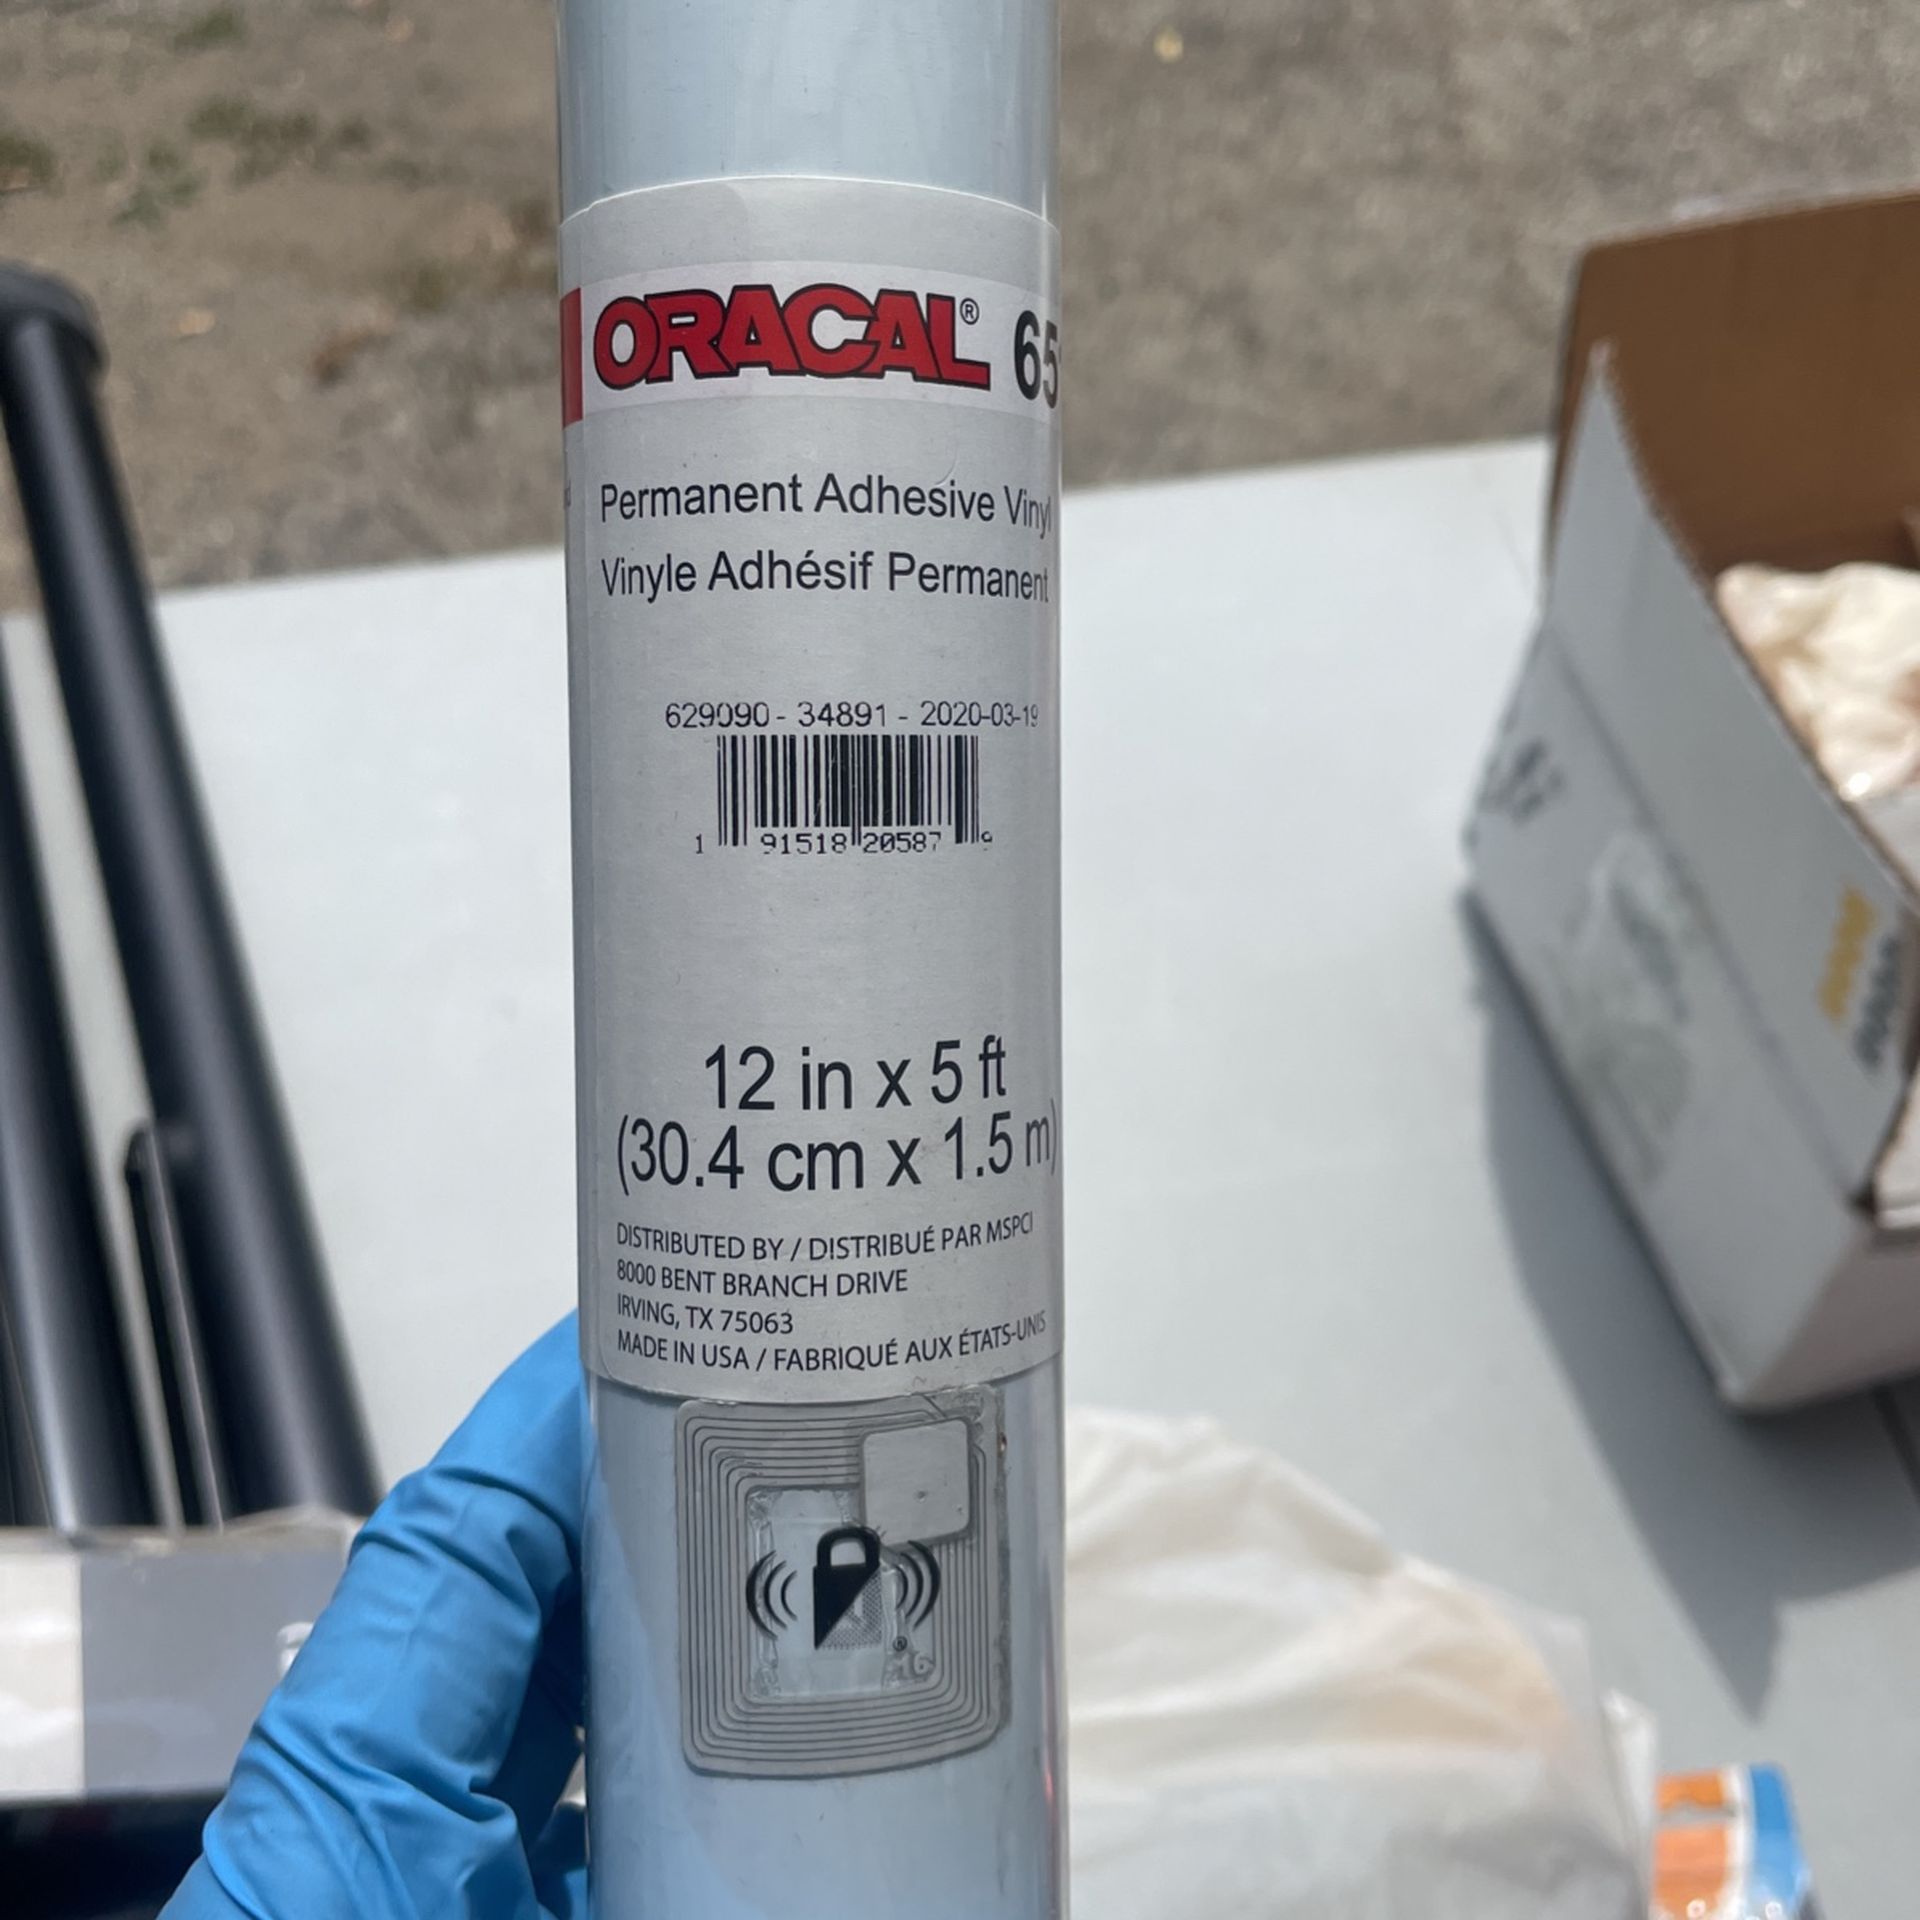 ORACAL® 65
Permanent Adhesive Vinyl
Vinyle Adhésif Permanent
629090 - 34891 - 2020-03-19
1 91518 20587 9
12 in x 5 ft
(30.4 cm x 1.5 m)
DISTRIBUTED BY / DISTRIBUÉ PAR MSPCI
8000 BENT BRANCH DRIVE
IRVING, TX 75063
MADE IN USA / FABRIQUÉ AUX ÉTATS-UNIS
®